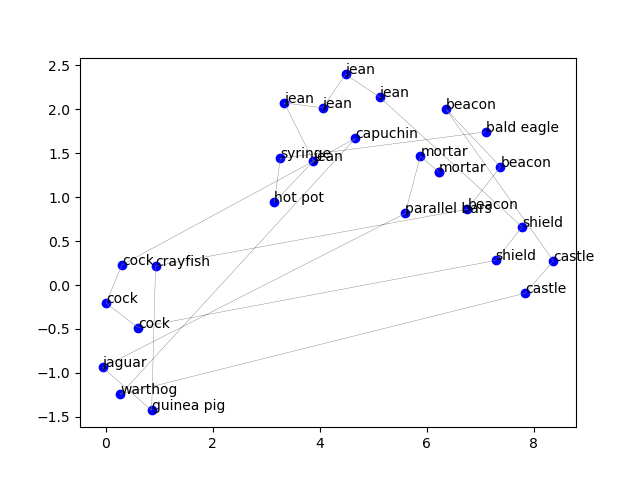 2.5
2.0
1.5
1.0
0.5
0.0
−0.5
−1.0
−1.5
0
2
4
6
8
jean
jean
jean
jean
beacon
bald eagle
capuchin
syringe
jean
mortar
mortar
beacon
hot pot
parallel bars
beacon
shield
cock
crayfish
shield
castle
cock
castle
cock
jaguar
warthog
guinea pig